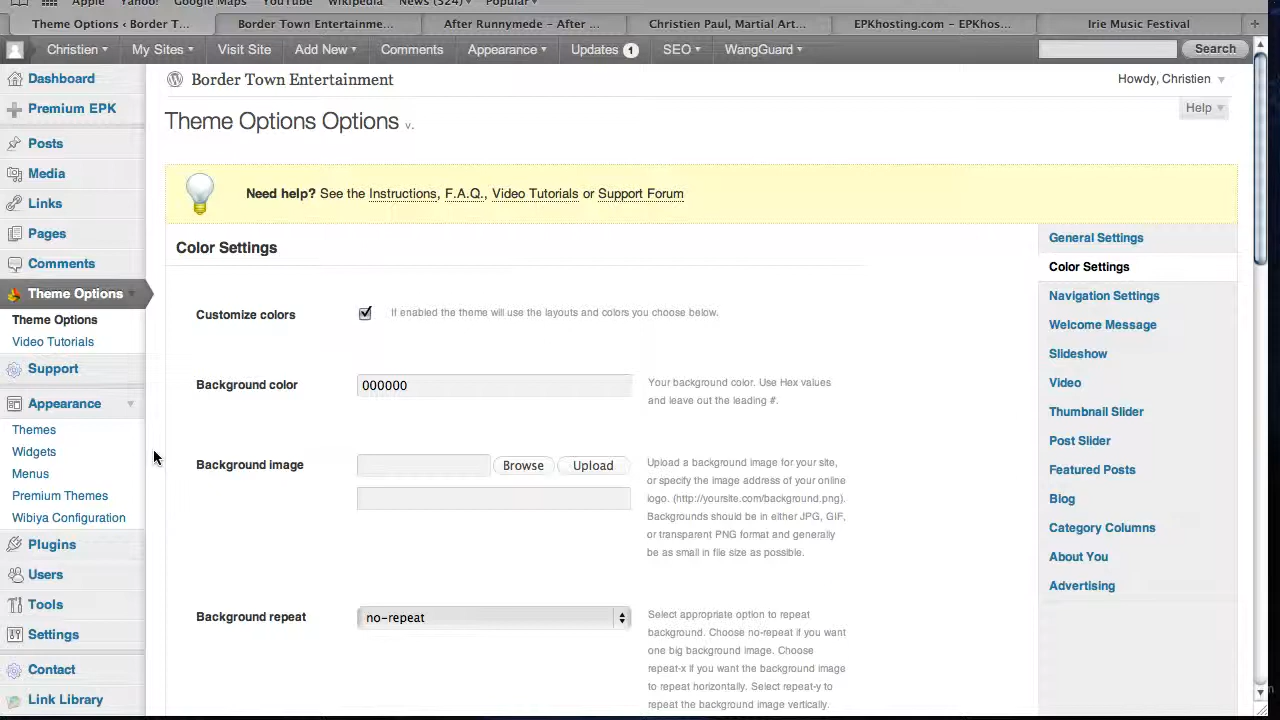 Apple Yahoo! Google Maps YouTube Wikipedia News (324) Popular
Theme Options ‹ Border T... Border Town Entertainme... After Runnymede – After ... Christien Paul, Martial Art... EPKhosting.com – EPKhos... Irie Music Festival +
Christien My Sites Visit Site Add New Comments Appearance Updates 1 SEO WangGuard Search
Dashboard
Premium EPK
Posts
Media
Links
Pages
Comments
Theme Options
Theme Options
Video Tutorials
Support
Appearance
Themes
Widgets
Menus
Premium Themes
Wibiya Configuration
Plugins
Users
Tools
Settings
Contact
Link Library
Border Town Entertainment
Howdy, Christien
Help
Theme Options Options v.
Need help? See the Instructions, F.A.Q., Video Tutorials or Support Forum
Color Settings
Customize colors
If enabled the theme will use the layouts and colors you choose below.
Background color
000000
Your background color. Use Hex values
and leave out the leading #.
Background image
Browse Upload
Upload a background image for your site,
or specify the image address of your online
logo. (http://yoursite.com/background.png).
Backgrounds should be in either JPG, GIF,
or transparent PNG format and generally
be as small in file size as possible.
Background repeat
no-repeat
Select appropriate option to repeat
background. Choose no-repeat if you want
one big background image. Choose
repeat-x if you want the background image
to repeat horizontally. Select repeat-y to
repeat the background image vertically.
General Settings
Color Settings
Navigation Settings
Welcome Message
Slideshow
Video
Thumbnail Slider
Post Slider
Featured Posts
Blog
Category Columns
About You
Advertising